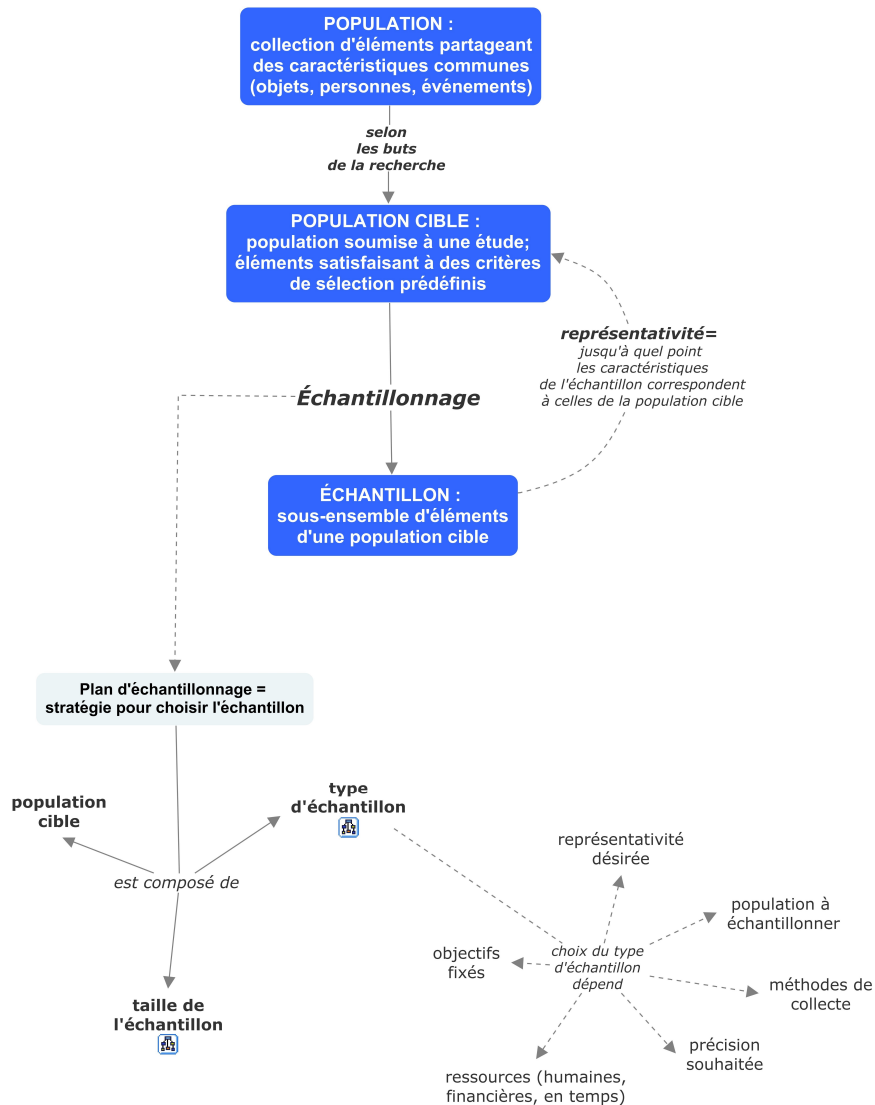 POPULATION :
collection d'éléments partageant
des caractéristiques communes
(objets, personnes, événements)
selon
les buts
de la recherche
POPULATION CIBLE :
population soumise à une étude;
éléments satisfaisant à des critères
de sélection prédéfinis
représentativité=
jusqu'à quel point
les caractéristiques
de l'échantillon correspondent
à celles de la population cible
Échantillonnage
ÉCHANTILLON :
sous-ensemble d'éléments
d'une population cible
Plan d'échantillonnage =
stratégie pour choisir l'échantillon
population
cible
type
d'échantillon
est composé de
taille de
l'échantillon
représentativité
désirée
population à
échantillonner
objectifs
fixés
choix du type
d'échantillon
dépend
méthodes de
collecte
précision
souhaitée
ressources (humaines,
financières, en temps)